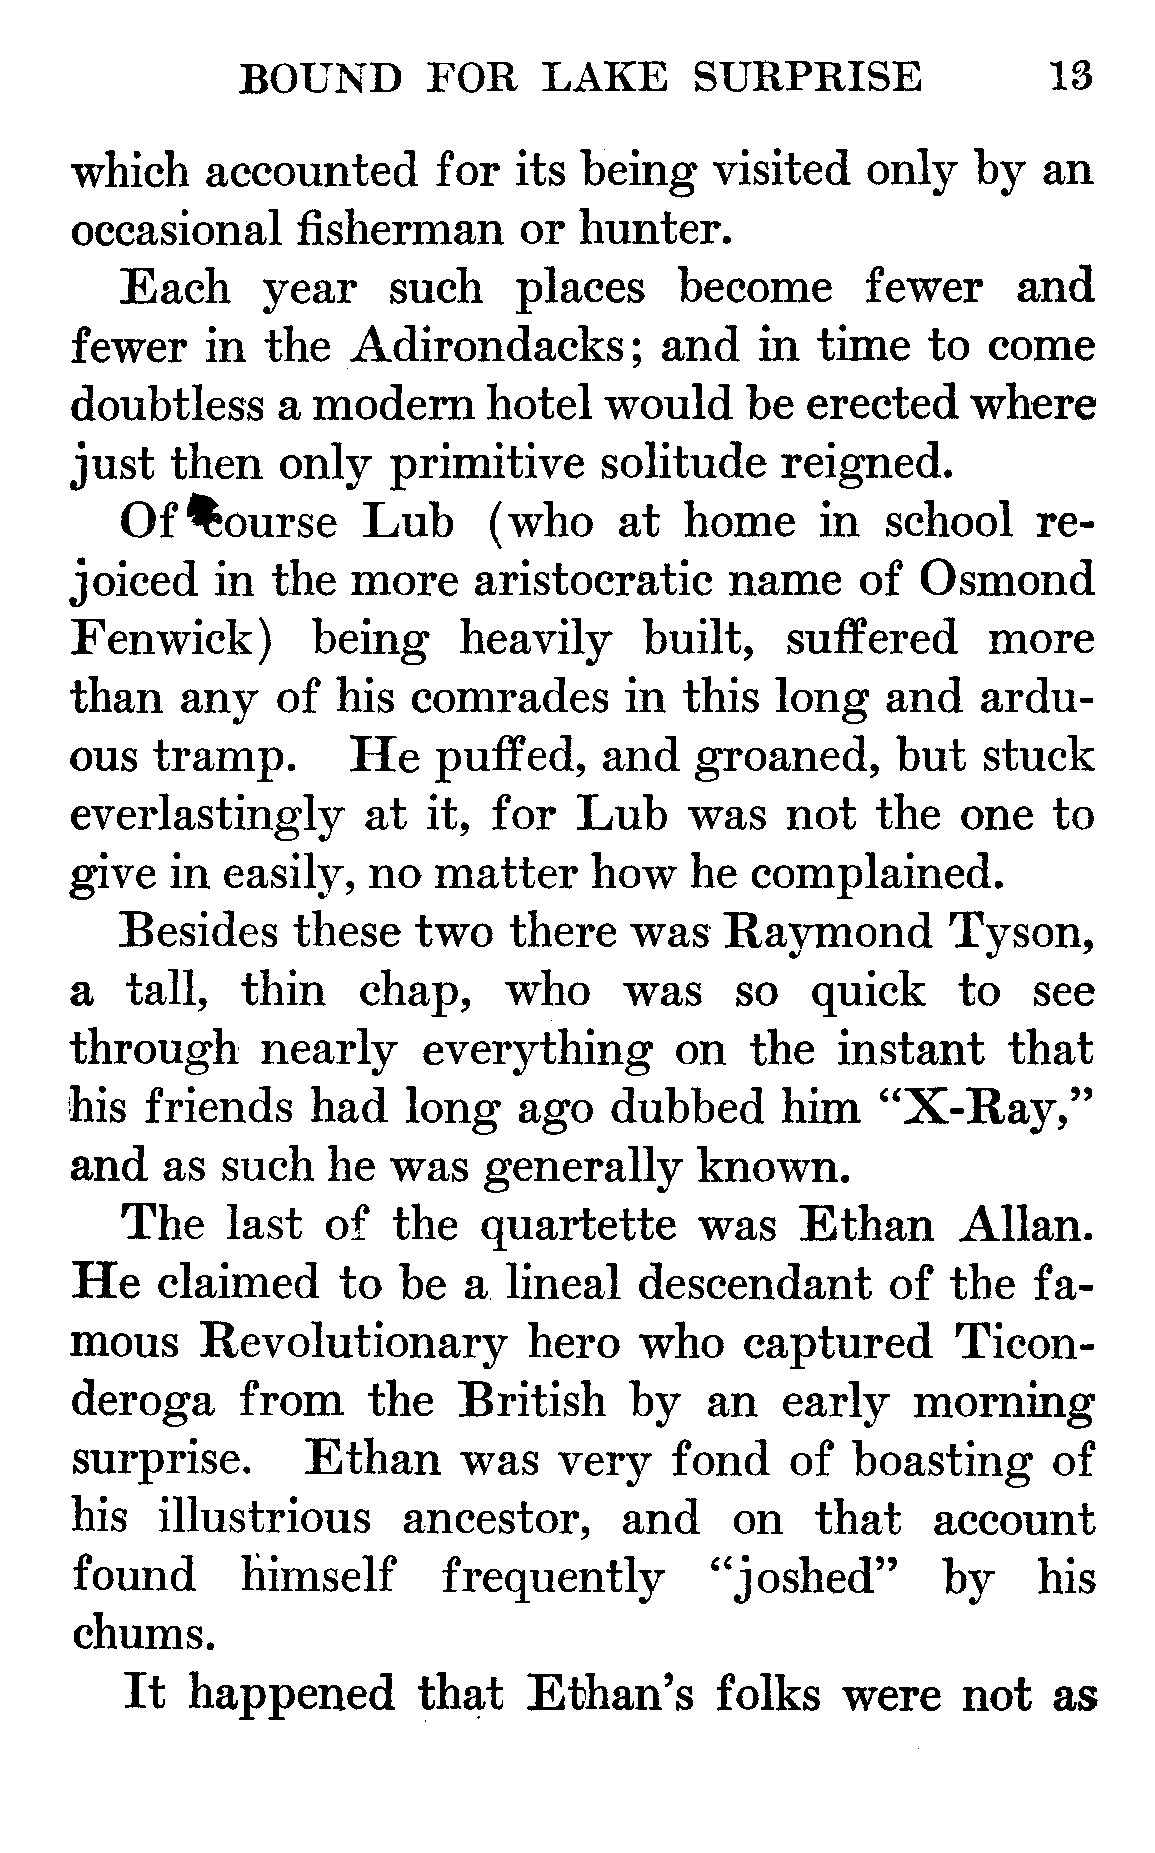 BOUND FOR LAKE SURPRISE 13
which accounted for its being visited only by an
occasional fisherman or hunter.
Each year such places become fewer and
fewer in the Adirondacks; and in time to come
doubtless a modern hotel would be erected where
just then only primitive solitude reigned.
Of course Lub (who at home in school re-
joiced in the more aristocratic name of Osmond
Fenwick) being heavily built, suffered more
than any of his comrades in this long and ardu-
ous tramp. He puffed, and groaned, but stuck
everlastingly at it, for Lub was not the one to
give in easily, no matter how he complained.
Besides these two there was Raymond Tyson,
a tall, thin chap, who was so quick to see
through nearly everything on the instant that
his friends had long ago dubbed him “X-Ray,”
and as such he was generally known.
The last of the quartette was Ethan Allan.
He claimed to be a lineal descendant of the fa-
mous Revolutionary hero who captured Ticon-
deroga from the British by an early morning
surprise. Ethan was very fond of boasting of
his illustrious ancestor, and on that account
found himself frequently “joshed” by his
chums.
It happened that Ethan’s folks were not as